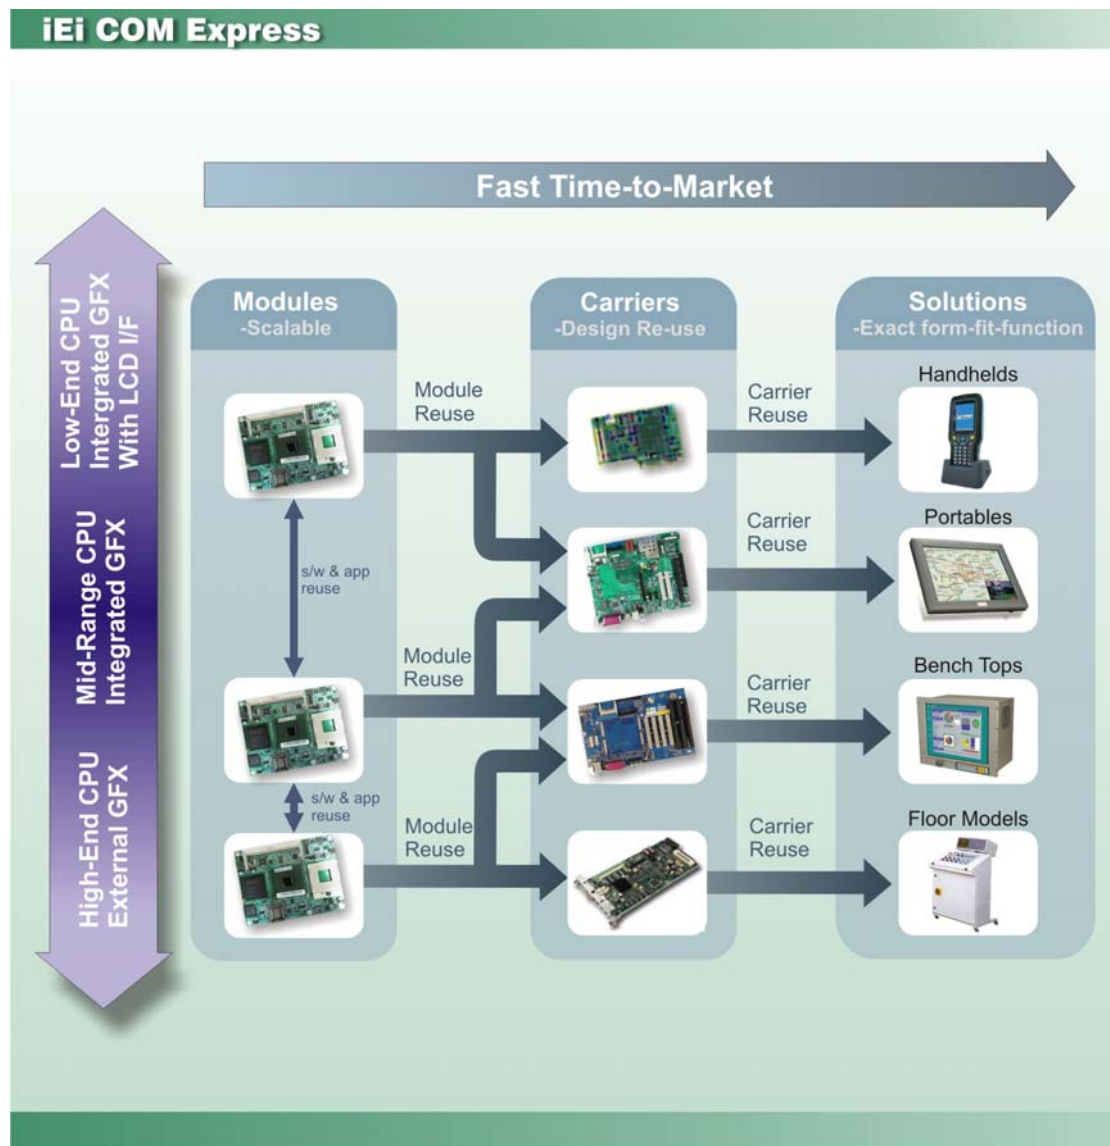 iEi COM Express
Fast Time-to-Market
Low-End CPU
Intergrated GFX
With LCD I/F
Mid-Range CPU
Integrated GFX
High-End CPU
External GFX
Modules
-Scalable
Carriers
-Design Re-use
Solutions
-Exact form-fit-function
Module
Reuse
Carrier
Reuse
Handhelds
s/w & app
reuse
Carrier
Reuse
Portables
Module
Reuse
Carrier
Reuse
Bench Tops
s/w & app
reuse
Module
Reuse
Carrier
Reuse
Floor Models